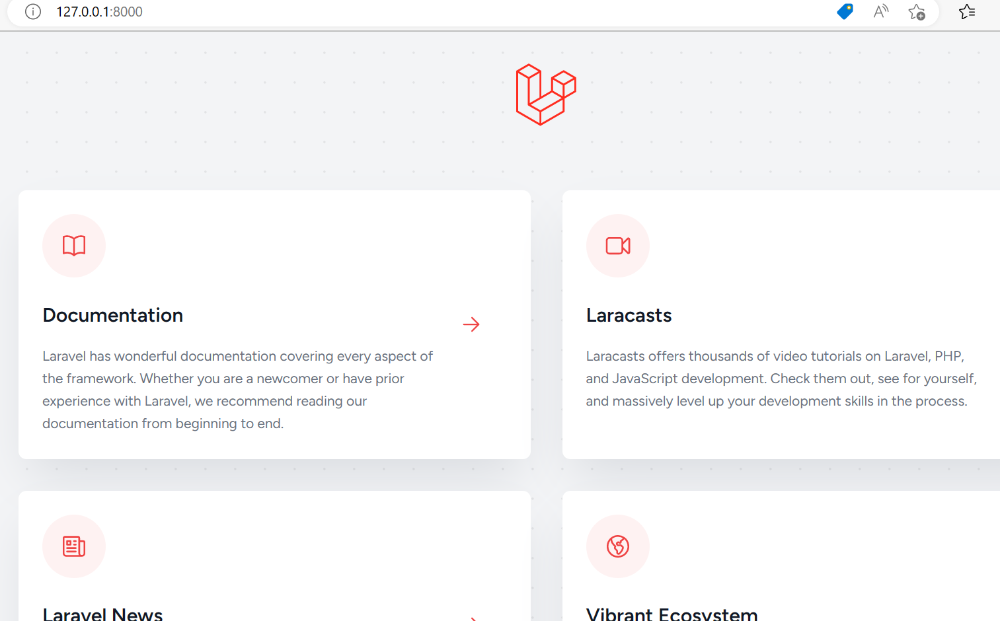 127.0.0.1:8000
Documentation
Laravel has wonderful documentation covering every aspect of
the framework. Whether you are a newcomer or have prior
experience with Laravel, we recommend reading our
documentation from beginning to end.
Laracasts
Laracasts offers thousands of video tutorials on Laravel, PHP,
and JavaScript development. Check them out, see for yourself,
and massively level up your development skills in the process.
Laravel News
Vibrant Ecosystem